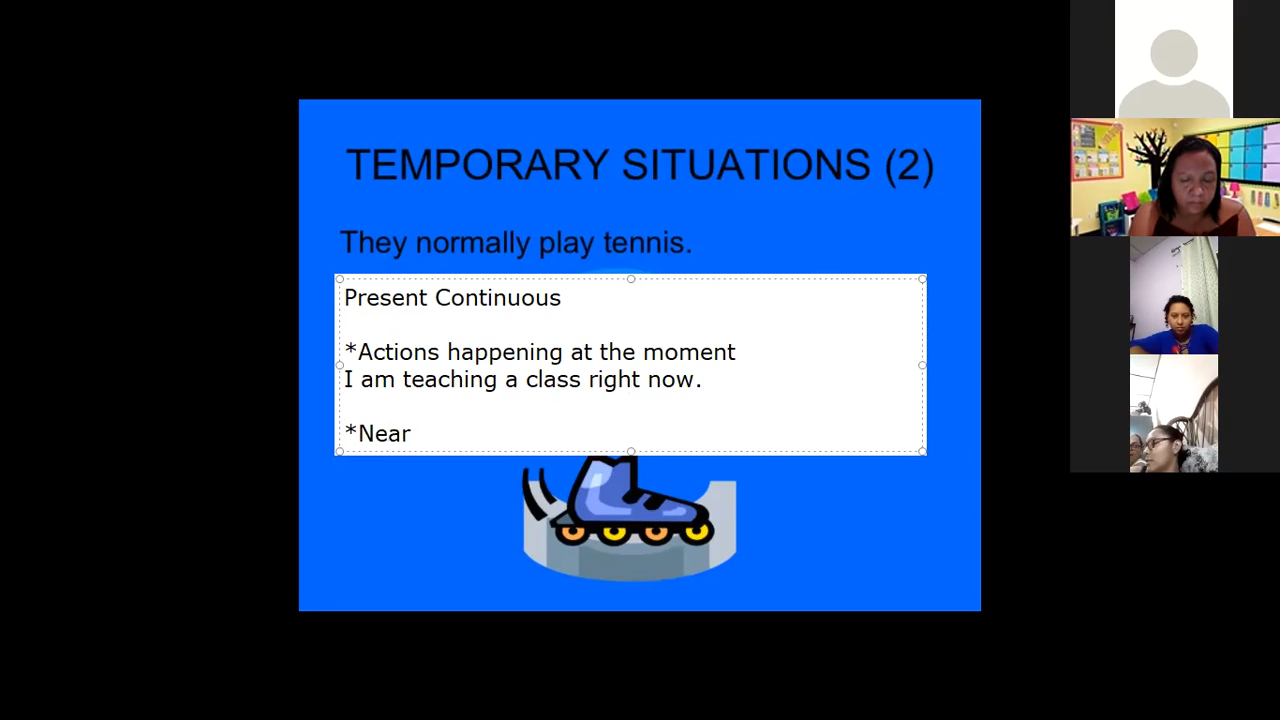 TEMPORARY SITUATIONS (2)
They normally play tennis.
Present Continuous
*Actions happening at the moment
I am teaching a class right now.
*Near